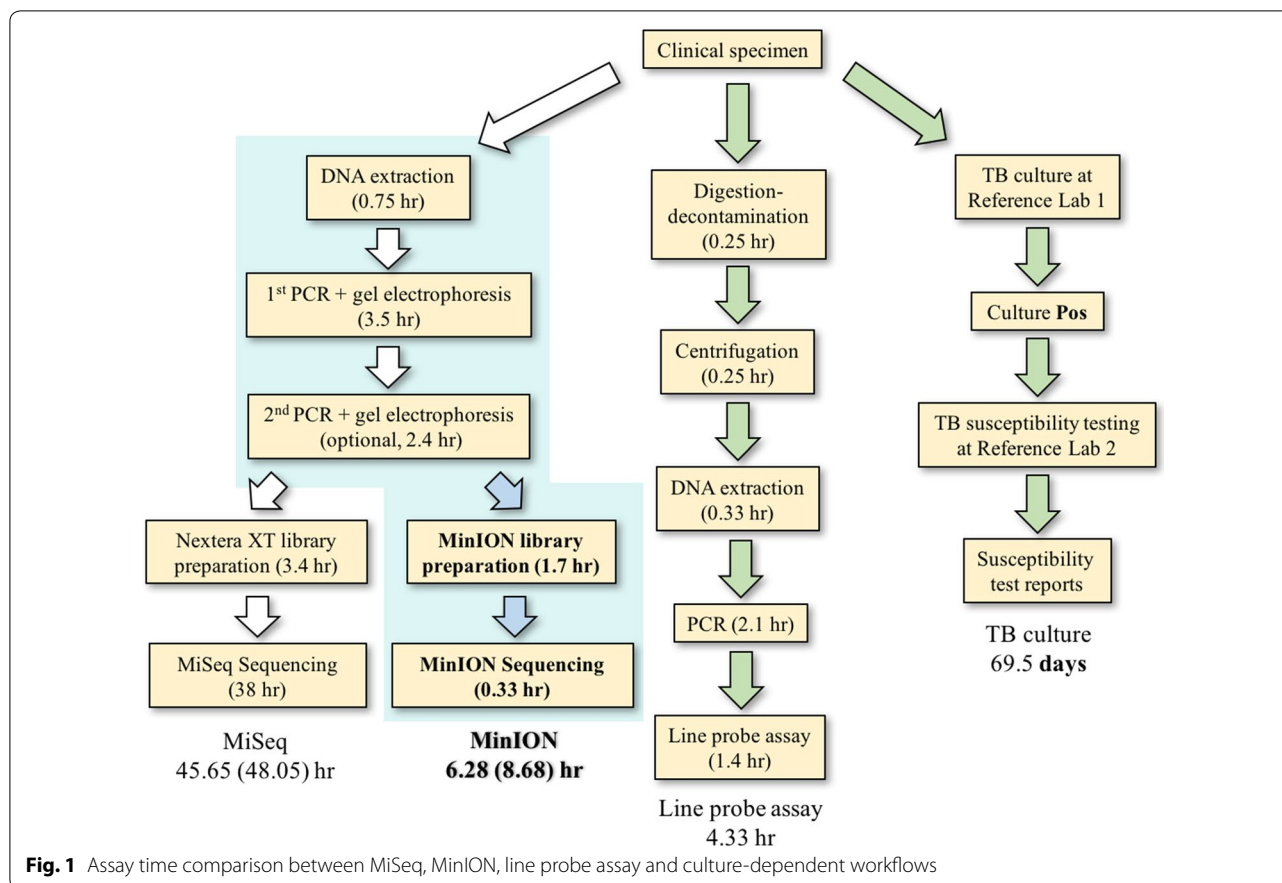 Clinical specimen
DNA extraction
(0.75 hr)
1st PCR + gel electrophoresis
(3.5 hr)
2nd PCR + gel electrophoresis
(optional, 2.4 hr)
Nextera XT library
preparation (3.4 hr)
MiSeq Sequencing
(38 hr)
MiSeq
45.65 (48.05) hr
MinION library
preparation (1.7 hr)
MinION Sequencing
(0.33 hr)
MinION
6.28 (8.68) hr
Digestion-
decontamination
(0.25 hr)
Centrifugation
(0.25 hr)
DNA extraction
(0.33 hr)
PCR (2.1 hr)
Line probe assay
(1.4 hr)
Line probe assay
4.33 hr
TB culture at
Reference Lab 1
Culture Pos
TB susceptibility testing
at Reference Lab 2
Susceptibility
test reports
TB culture
69.5 days
Fig. 1 Assay time comparison between MiSeq, MinION, line probe assay and culture-dependent workflows